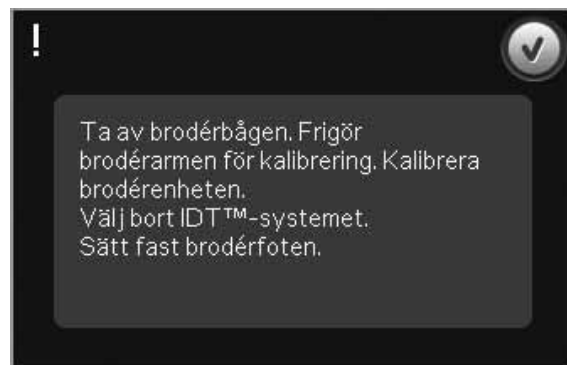 !
Ta av brodérbågen. Frigör
brodérarmen för kalibrering. Kalibrera
brodérenheten.
Välj bort IDT™-systemet.
Sätt fast brodérfoten.